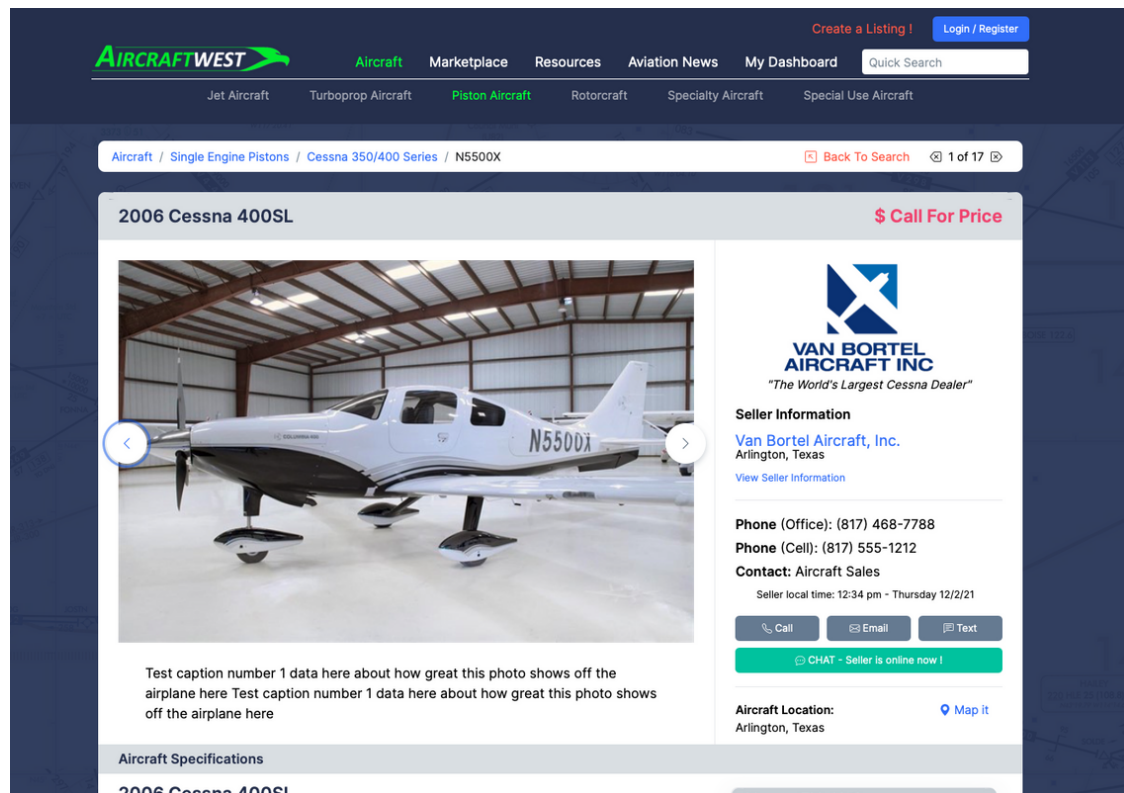 Create a Listing !
Login / Register
AIRCRAFTWEST
Aircraft
Marketplace
Resources
Aviation News
My Dashboard
Quick Search
Jet Aircraft
Turboprop Aircraft
Piston Aircraft
Rotorcraft
Specialty Aircraft
Special Use Aircraft
Aircraft / Single Engine Pistons / Cessna 350/400 Series / N5500X
Back To Search
1 of 17
2006 Cessna 400SL
$ Call For Price
COLUMBIA 400
N5500X
VAN BORTEL
AIRCRAFT INC
"The World's Largest Cessna Dealer"
Seller Information
Van Bortel Aircraft, Inc.
Arlington, Texas
View Seller Information
Phone (Office): (817) 468-7788
Phone (Cell): (817) 555-1212
Contact: Aircraft Sales
Seller local time: 12:34 pm - Thursday 12/2/21
Call
Email
Text
CHAT - Seller is online now !
Test caption number 1 data here about how great this photo shows off the
airplane here Test caption number 1 data here about how great this photo shows
off the airplane here
Aircraft Location:
Map it
Arlington, Texas
Aircraft Specifications
2006 Cessna 400SL